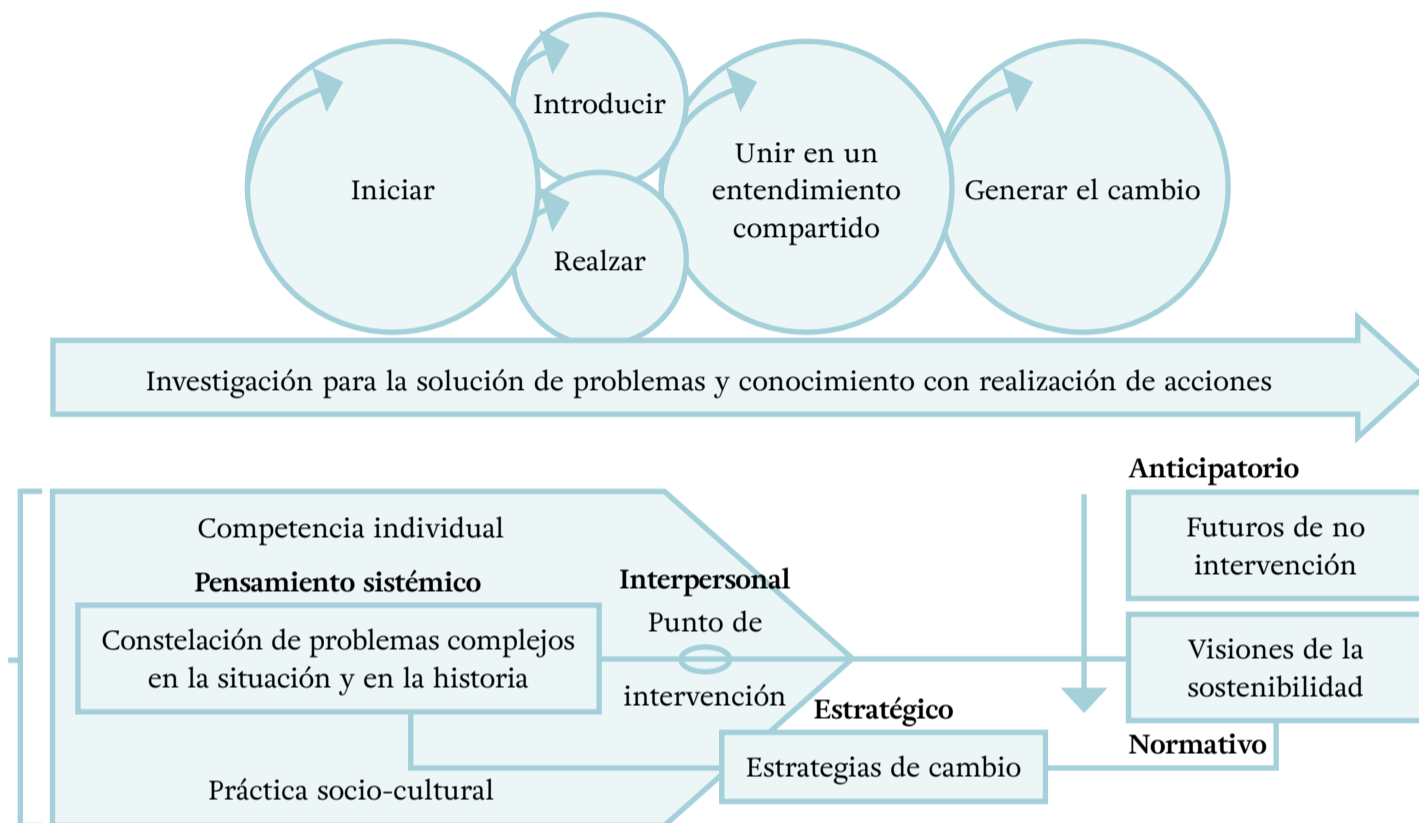 Introducir
Iniciar
Realzar
Unir en un
entendimiento
compartido
Generar el cambio
Investigación para la solución de problemas y conocimiento con realización de acciones
Competencia individual
Pensamiento sistémico
Constelación de problemas complejos
en la situación y en la historia
Práctica socio-cultural
Interpersonal
Punto de
intervención
Estratégico
Estrategias de cambio
Anticipatorio
Futuros de no
intervención
Visiones de la
sostenibilidad
Normativo